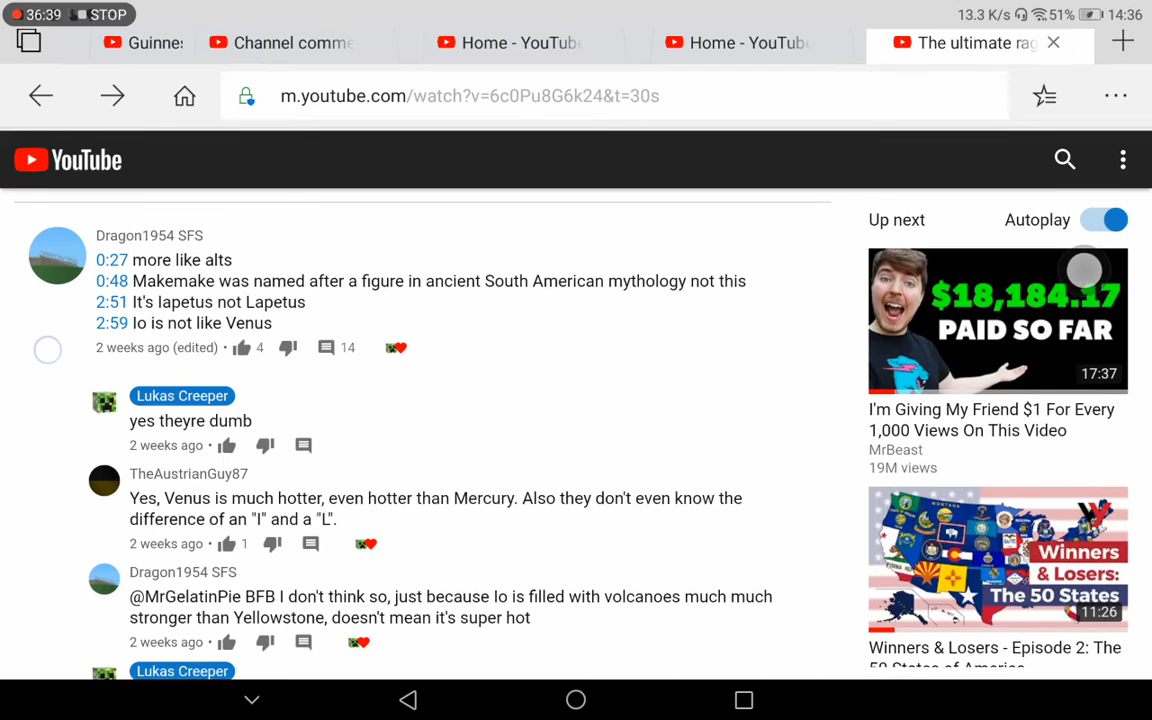 36:39 STOP
13.3 K/s 51% 14:36
Guinnes
Channel comme
Home - YouTube
Home - YouTub
The ultimate rag
m.youtube.com/watch?v=6c0Pu8G6k24&t=30s
YouTube
Up next Autoplay
Dragon1954 SFS
0:27 more like alts
0:48 Makemake was named after a figure in ancient South American mythology not this
2:51 It's Iapetus not Lapetus
2:59 Io is not like Venus
2 weeks ago (edited) • 4 14
Lukas Creeper
yes theyre dumb
2 weeks ago •
TheAustrianGuy87
Yes, Venus is much hotter, even hotter than Mercury. Also they don't even know the
difference of an "I" and a "L".
2 weeks ago • 1
Dragon1954 SFS
@MrGelatinPie BFB I don't think so, just because Io is filled with volcanoes much much
stronger than Yellowstone, doesn't mean it's super hot
2 weeks ago •
Lukas Creeper
$18,184.17
PAID SO FAR
17:37
I'm Giving My Friend $1 For Every
1,000 Views On This Video
MrBeast
19M views
Winners
& Losers:
The 50 States
11:26
Winners & Losers - Episode 2: The
50 States of America